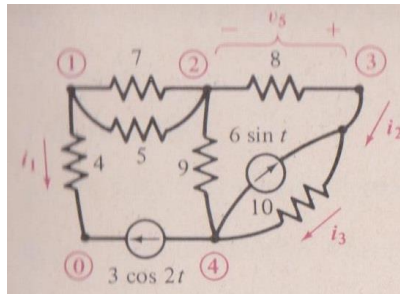 − v₅ +
① 7 ② 8 ③
i₁ 4 5 9 6 sin t i₂
10 i₃
⓪ 3 cos 2t ④